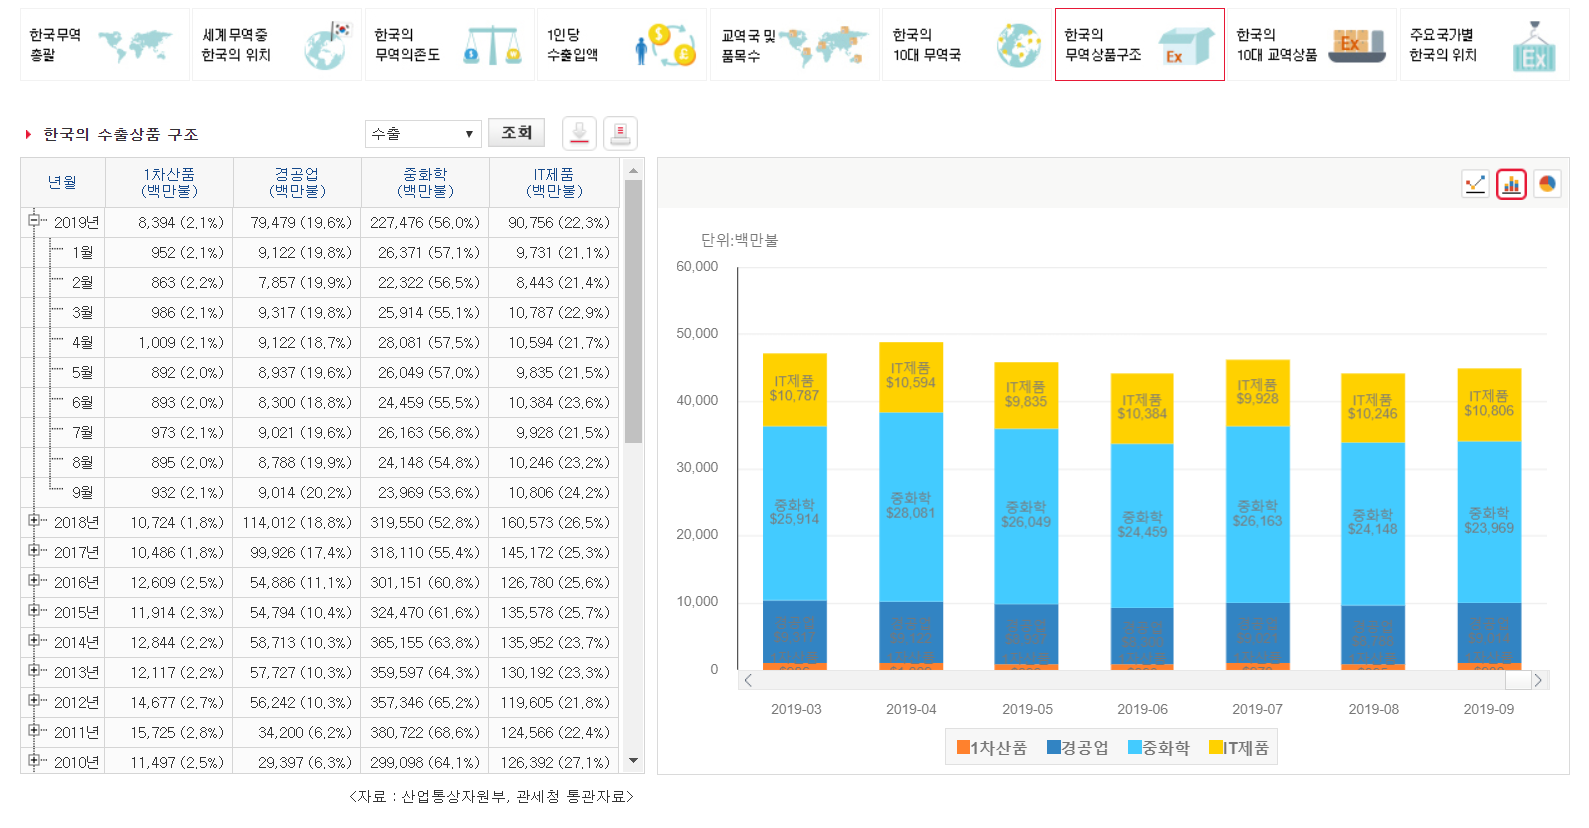 한국무역
총괄
세계무역중
한국의 위치
한국의
무역의존도
1인당
수출입액
교역국 및
품목수
한국의
10대 무역국
한국의
무역상품구조
Ex
한국의
10대 교역상품
Ex
주요국가별
한국의 위치
Ex
한국의 수출상품 구조
수출
조회
년월 1차산품 (백만불) 경공업 (백만불) 중화학 (백만불) IT제품 (백만불)
2019년 8,394 (2.1%) 79,479 (19.6%) 227,476 (56.0%) 90,756 (22.3%)
1월 952 (2.1%) 9,122 (19.8%) 26,371 (57.1%) 9,731 (21.1%)
2월 863 (2.2%) 7,857 (19.9%) 22,322 (56.5%) 8,443 (21.4%)
3월 986 (2.1%) 9,317 (19.8%) 25,914 (55.1%) 10,787 (22.9%)
4월 1,009 (2.1%) 9,122 (18.7%) 28,081 (57.5%) 10,594 (21.7%)
5월 892 (2.0%) 8,937 (19.6%) 26,049 (57.0%) 9,835 (21.5%)
6월 893 (2.0%) 8,300 (18.8%) 24,459 (55.5%) 10,384 (23.6%)
7월 973 (2.1%) 9,021 (19.6%) 26,163 (56.8%) 9,928 (21.5%)
8월 895 (2.0%) 8,788 (19.9%) 24,148 (54.8%) 10,246 (23.2%)
9월 932 (2.1%) 9,014 (20.2%) 23,969 (53.6%) 10,806 (24.2%)
2018년 10,724 (1.8%) 114,012 (18.8%) 319,550 (52.8%) 160,573 (26.5%)
2017년 10,486 (1.8%) 99,926 (17.4%) 318,110 (55.4%) 145,172 (25.3%)
2016년 12,609 (2.5%) 54,886 (11.1%) 301,151 (60.8%) 126,780 (25.6%)
2015년 11,914 (2.3%) 54,794 (10.4%) 324,470 (61.6%) 135,578 (25.7%)
2014년 12,844 (2.2%) 58,713 (10.3%) 365,155 (63.8%) 135,952 (23.7%)
2013년 12,117 (2.2%) 57,727 (10.3%) 359,597 (64.3%) 130,192 (23.3%)
2012년 14,677 (2.7%) 56,242 (10.3%) 357,346 (65.2%) 119,605 (21.8%)
2011년 15,725 (2.8%) 34,200 (6.2%) 380,722 (68.6%) 124,566 (22.4%)
2010년 11,497 (2.5%) 29,397 (6.3%) 299,098 (64.1%) 126,392 (27.1%)
<자료 : 산업통상자원부, 관세청 통관자료>
단위:백만불
60,000
50,000
40,000
30,000
20,000
10,000
0
IT제품
$10,787
IT제품
$10,594
IT제품
$9,835
IT제품
$10,384
IT제품
$9,928
IT제품
$10,246
IT제품
$10,806
중화학
$25,914
중화학
$28,081
중화학
$26,049
중화학
$24,459
중화학
$26,163
중화학
$24,148
중화학
$23,969
2019-03 2019-04 2019-05 2019-06 2019-07 2019-08 2019-09
1차산품 경공업 중화학 IT제품